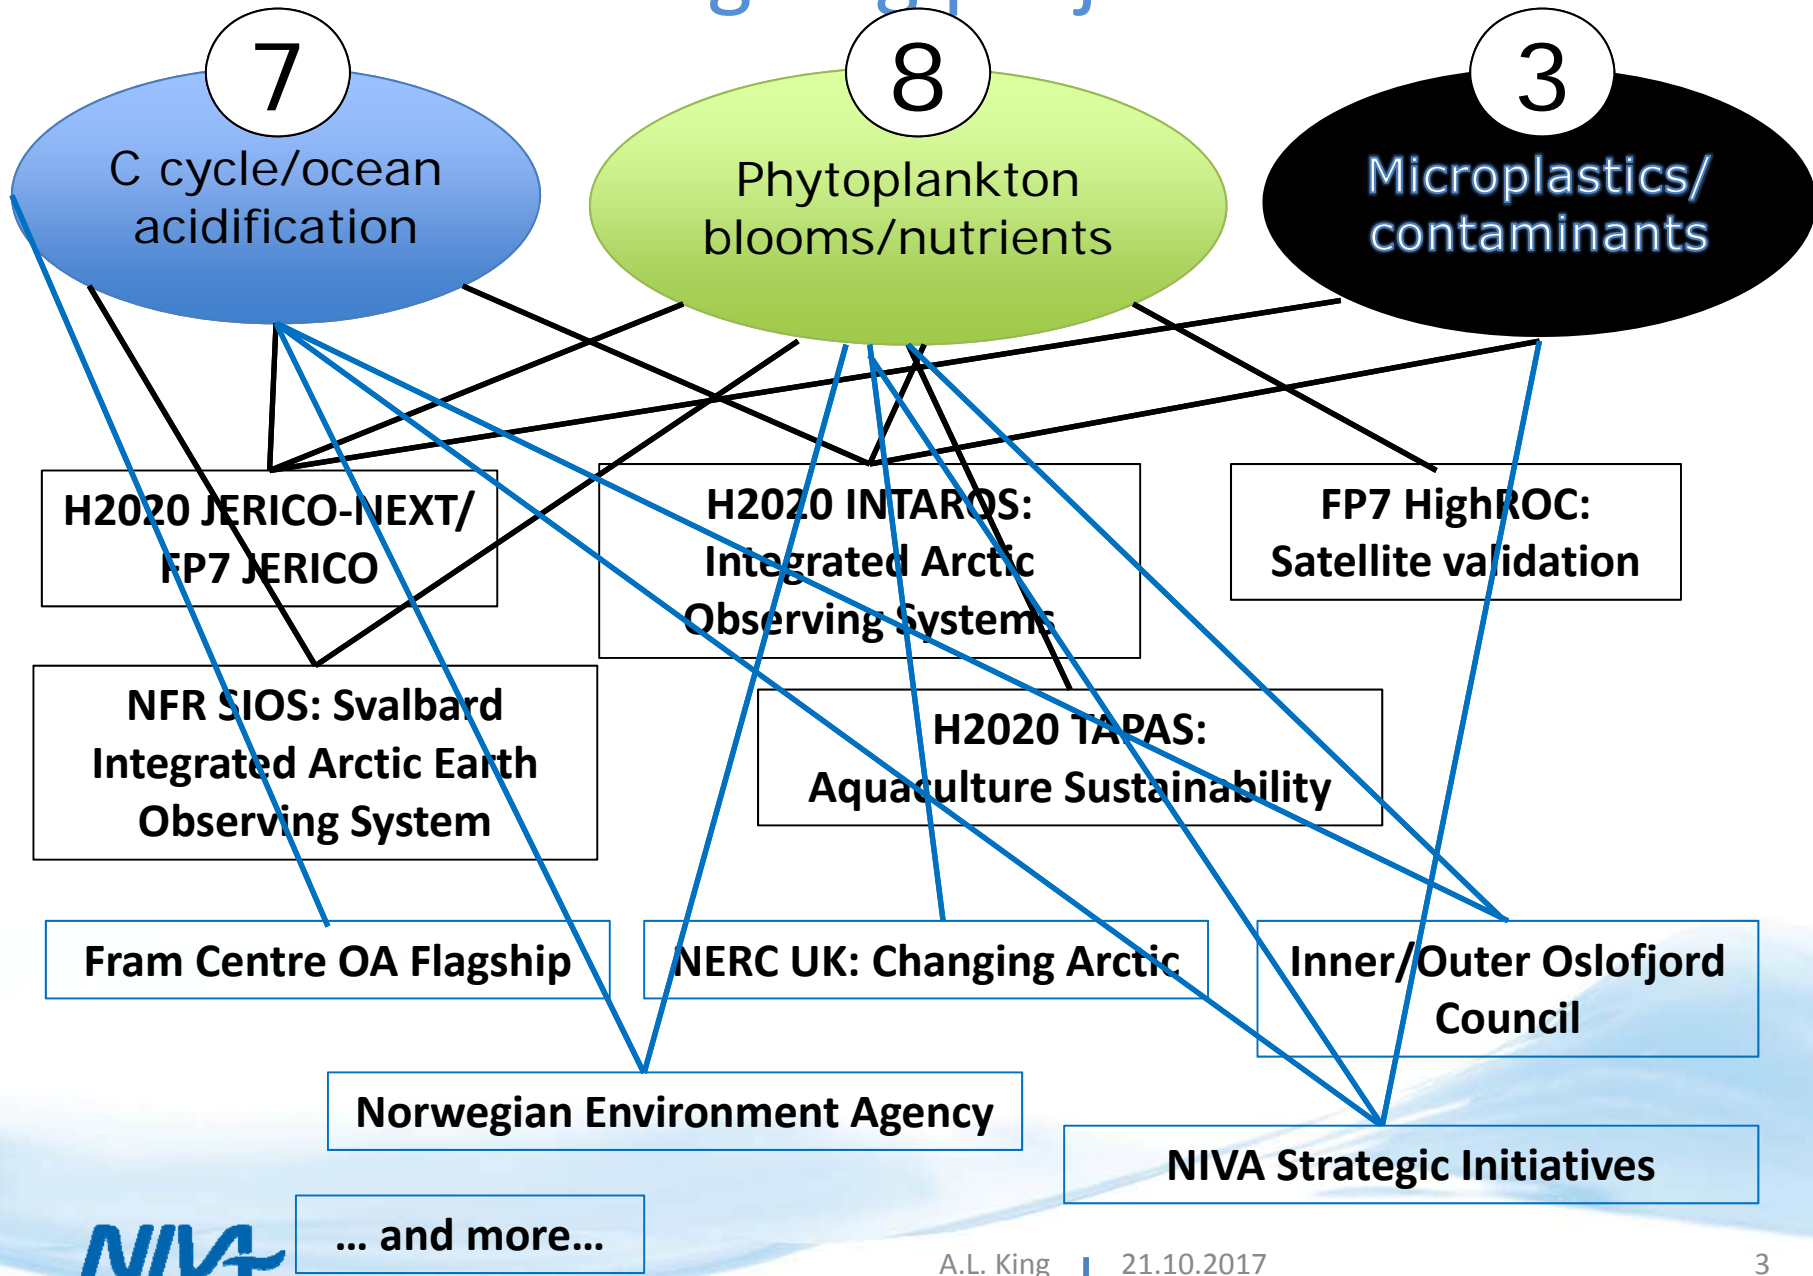 7
8
3
C cycle/ocean
acidification
Phytoplankton
blooms/nutrients
Microplastics/
contaminants
H2020 JERICO-NEXT/
FP7 JERICO
H2020 INTAROS:
Integrated Arctic
Observing Systems
FP7 HighROC:
Satellite validation
NFR SIOS: Svalbard
Integrated Arctic Earth
Observing System
H2020 TAPAS:
Aquaculture Sustainability
Fram Centre OA Flagship
NERC UK: Changing Arctic
Inner/Outer Oslofjord
Council
Norwegian Environment Agency
NIVA Strategic Initiatives
... and more...
NIVA
A.L. King
21.10.2017
3